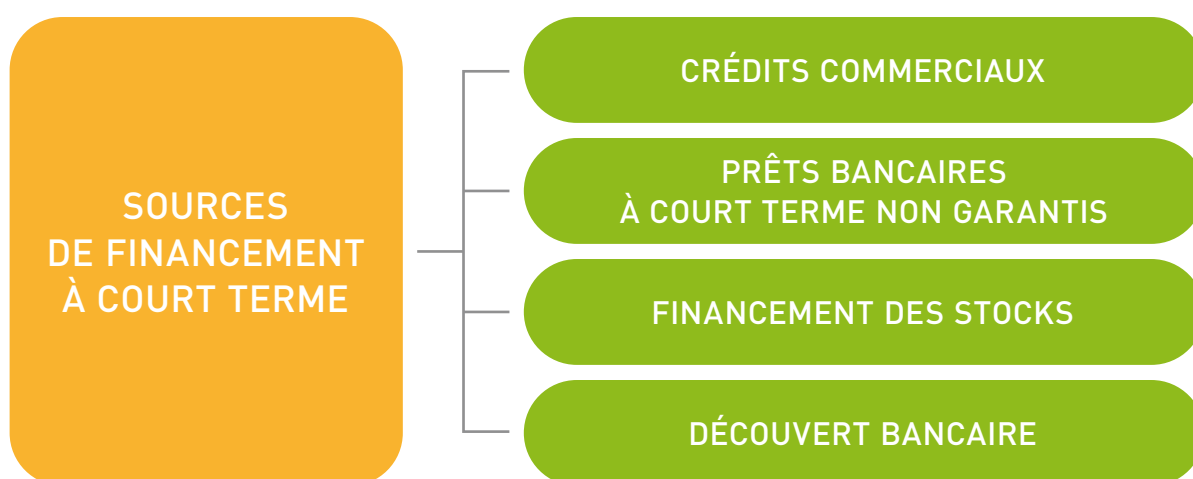 SOURCES
DE FINANCEMENT
À COURT TERME
CRÉDITS COMMERCIAUX
PRÊTS BANCAIRES
À COURT TERME NON GARANTIS
FINANCEMENT DES STOCKS
DÉCOUVERT BANCAIRE